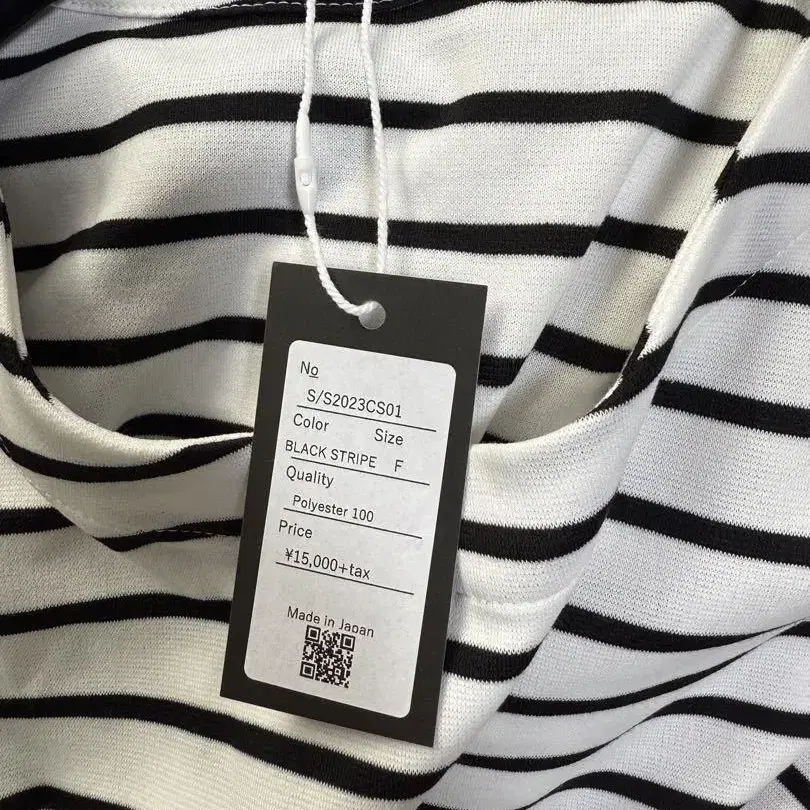 No
S/S2023CS01
Color Size
BLACK STRIPE F
Quality
Polyester 100
Price
¥15,000+tax
Made in Japan